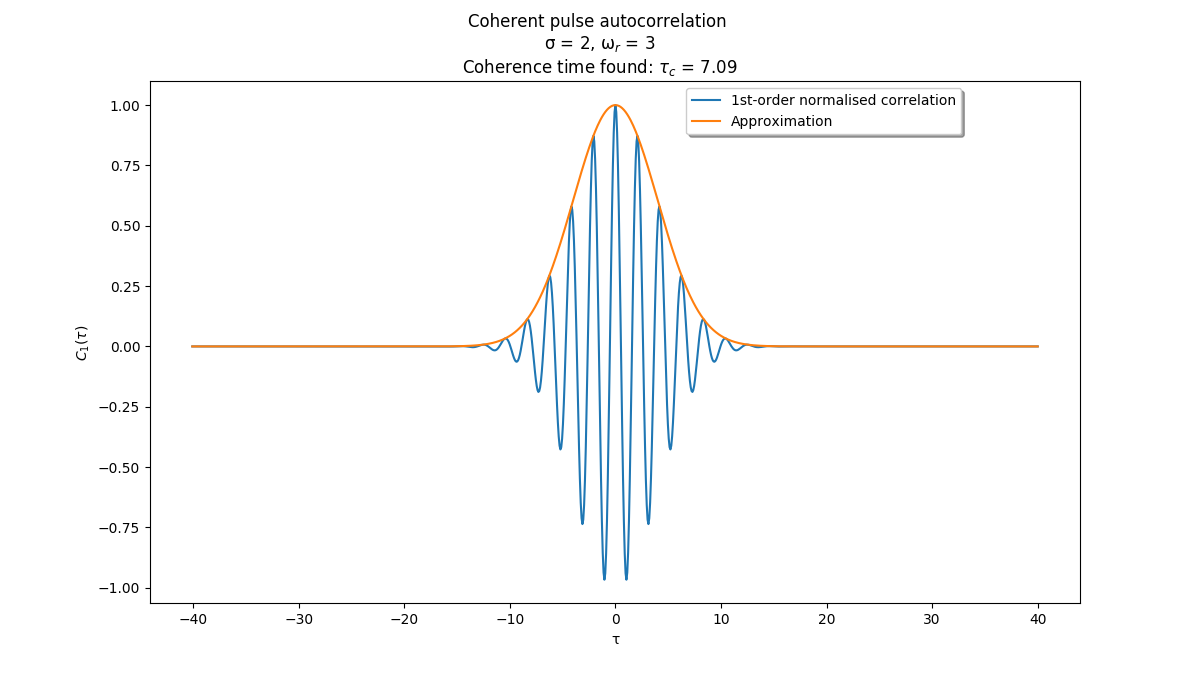 Coherent pulse autocorrelation
σ = 2, ωᵣ = 3
Coherence time found: τ_c = 7.09
1st-order normalised correlation
Approximation
1.00
0.75
0.50
0.25
0.00
−0.25
−0.50
−0.75
−1.00
C₁(τ)
−40
−30
−20
−10
0
10
20
30
40
τ